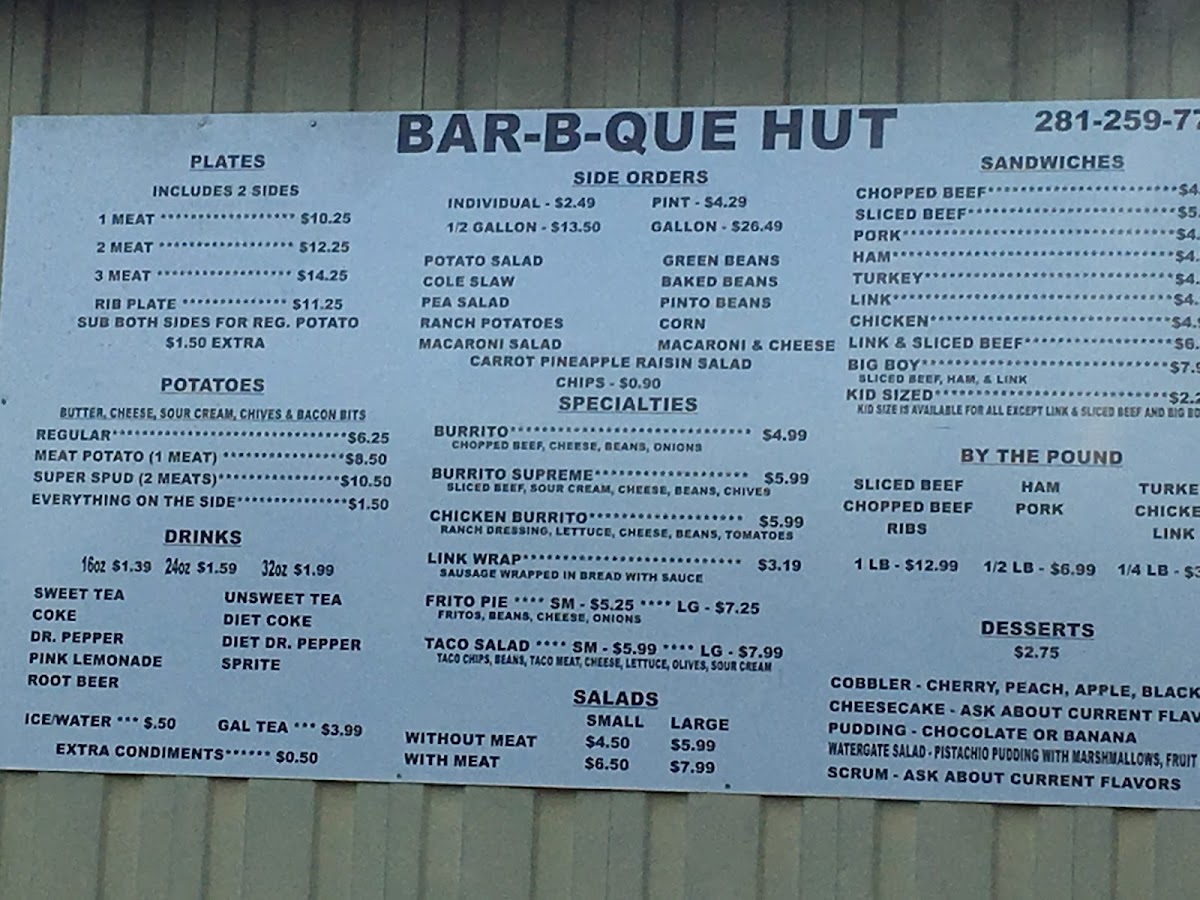 BAR-B-QUE HUT
281-259-77
PLATES
INCLUDES 2 SIDES
1 MEAT ****************** $10.25
2 MEAT ****************** $12.25
3 MEAT ****************** $14.25
RIB PLATE ************** $11.25
SUB BOTH SIDES FOR REG. POTATO
$1.50 EXTRA
POTATOES
BUTTER, CHEESE, SOUR CREAM, CHIVES & BACON BITS
REGULAR******************************$6.25
MEAT POTATO (1 MEAT) ****************$8.50
SUPER SPUD (2 MEATS)****************$10.50
EVERYTHING ON THE SIDE**************$1.50
DRINKS
16oz $1.39 24oz $1.59 32oz $1.99
SWEET TEA UNSWEET TEA
COKE DIET COKE
DR. PEPPER DIET DR. PEPPER
PINK LEMONADE SPRITE
ROOT BEER
ICE/WATER *** $.50 GAL TEA *** $3.99
EXTRA CONDIMENTS****** $0.50
SIDE ORDERS
INDIVIDUAL - $2.49 PINT - $4.29
1/2 GALLON - $13.50 GALLON - $26.49
POTATO SALAD GREEN BEANS
COLE SLAW BAKED BEANS
PEA SALAD PINTO BEANS
RANCH POTATOES CORN
MACARONI SALAD MACARONI & CHEESE
CARROT PINEAPPLE RAISIN SALAD
CHIPS - $0.90
SPECIALTIES
BURRITO******************************** $4.99
CHOPPED BEEF, CHEESE, BEANS, ONIONS
BURRITO SUPREME******************** $5.99
SLICED BEEF, SOUR CREAM, CHEESE, BEANS, CHIVES
CHICKEN BURRITO******************** $5.99
RANCH DRESSING, LETTUCE, CHEESE, BEANS, TOMATOES
LINK WRAP**************************** $3.19
SAUSAGE WRAPPED IN BREAD WITH SAUCE
FRITO PIE **** SM - $5.25 **** LG - $7.25
FRITOS, BEANS, CHEESE, ONIONS
TACO SALAD **** SM - $5.99 **** LG - $7.99
TACO CHIPS, BEANS, TACO MEAT, CHEESE, LETTUCE, OLIVES, SOUR CREAM
SALADS
SMALL LARGE
WITHOUT MEAT $4.50 $5.99
WITH MEAT $6.50 $7.99
SANDWICHES
CHOPPED BEEF*************************$4.
SLICED BEEF****************************$5.
PORK************************************$4.
HAM*************************************$4.
TURKEY*********************************$4.
LINK*************************************$4.
CHICKEN********************************$4.
LINK & SLICED BEEF********************$6.
BIG BOY*********************************$7.9
SLICED BEEF, HAM, & LINK
KID SIZED*******************************$2.2
KID SIZE IS AVAILABLE FOR ALL EXCEPT LINK & SLICED BEEF AND BIG BO
BY THE POUND
SLICED BEEF HAM TURKE
CHOPPED BEEF PORK CHICKE
RIBS LINK
1 LB - $12.99 1/2 LB - $6.99 1/4 LB - $3
DESSERTS
$2.75
COBBLER - CHERRY, PEACH, APPLE, BLACK
CHEESECAKE - ASK ABOUT CURRENT FLAV
PUDDING - CHOCOLATE OR BANANA
WATERGATE SALAD - PISTACHIO PUDDING WITH MARSHMALLOWS, FRUIT
SCRUM - ASK ABOUT CURRENT FLAVORS